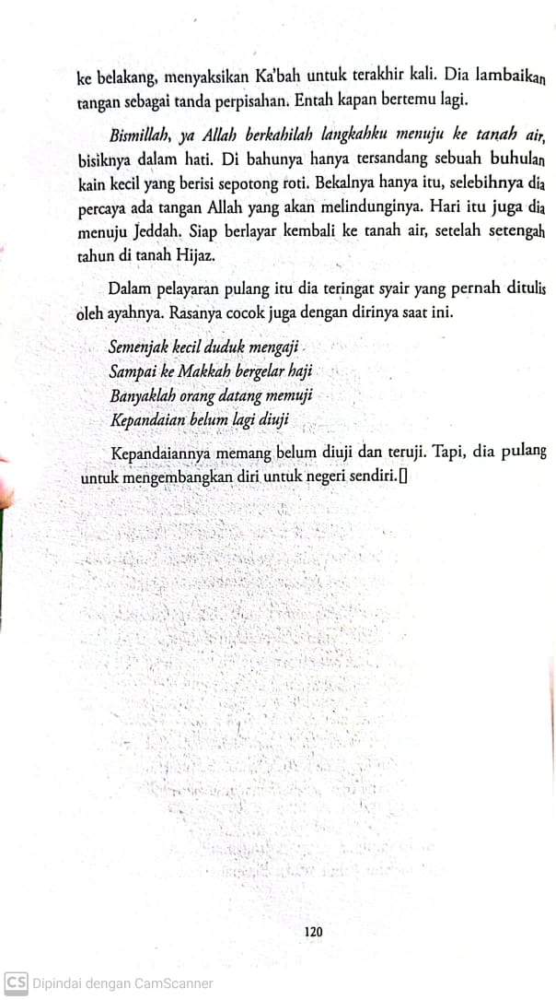 ke belakang, menyaksikan Ka'bah untuk terakhir kali. Dia lambaikan
tangan sebagai tanda perpisahan. Entah kapan bertemu lagi.
Bismillah, ya Allah berkahilah langkahku menuju ke tanah air,
bisiknya dalam hati. Di bahunya hanya tersandang sebuah buhulan
kain kecil yang berisi sepotong roti. Bekalnya hanya itu, selebihnya dia
percaya ada tangan Allah yang akan melindunginya. Hari itu juga dia
menuju Jeddah. Siap berlayar kembali ke tanah air, setelah setengah
tahun di tanah Hijaz.
Dalam pelayaran pulang itu dia teringat syair yang pernah ditulis
oleh ayahnya. Rasanya cocok juga dengan dirinya saat ini.
Semenjak kecil duduk mengaji
Sampai ke Makkah bergelar haji
Banyaklah orang datang memuji
Kepandaian belum lagi diuji
Kepandaiannya memang belum diuji dan teruji. Tapi, dia pulang
untuk mengembangkan diri untuk negeri sendiri.[]
120
CS Dipindai dengan CamScanner